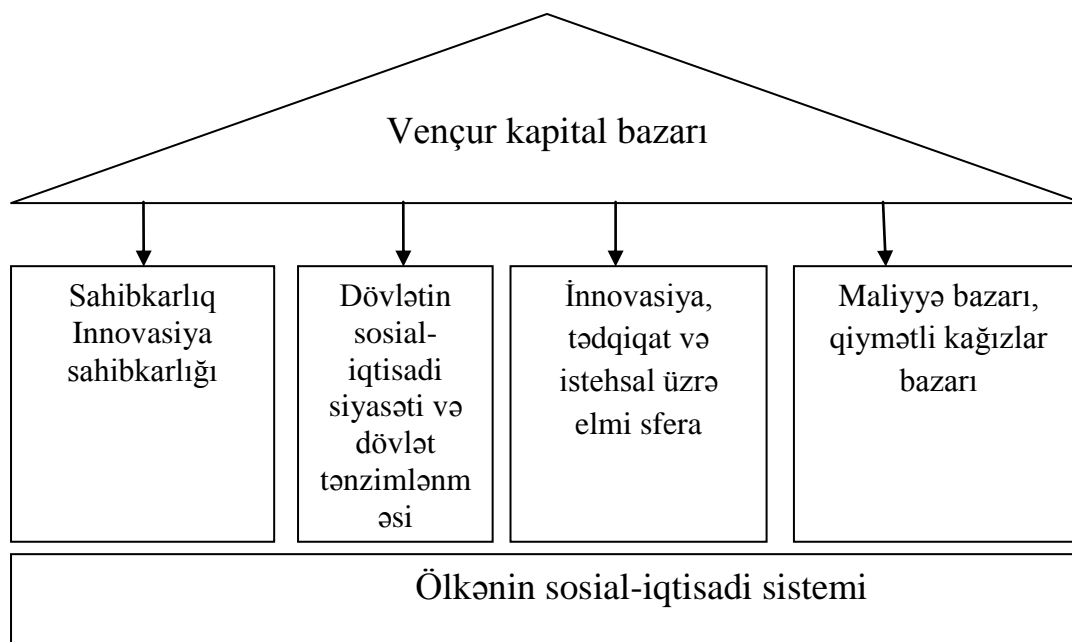 Vençur kapital bazarı
Sahibkarlıq
Innovasiya
sahibkarlığı
Dövlətin
sosial-
iqtisadi
siyasəti və
dövlət
tənzimlənm
əsi
İnnovasiya,
tədqiqat və
istehsal üzrə
elmi sfera
Maliyyə bazarı,
qiymətli kağızlar
bazarı
Ölkənin sosial-iqtisadi sistemi